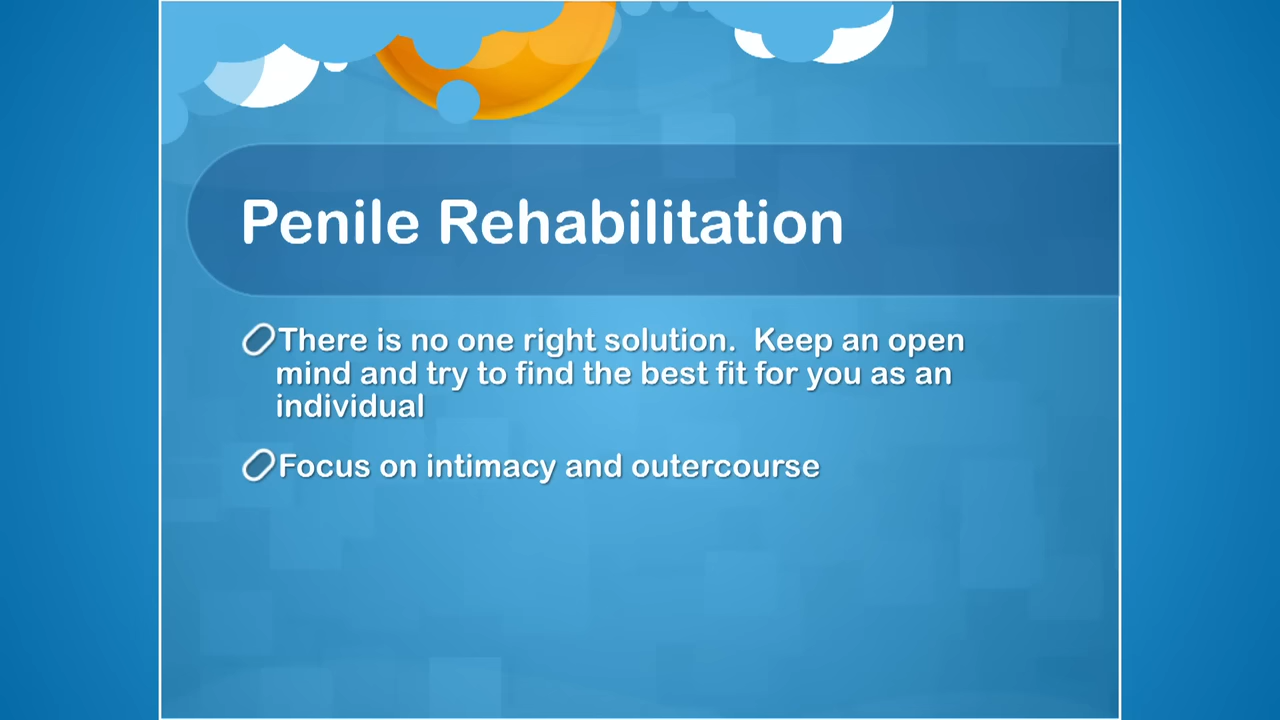 Penile Rehabilitation
There is no one right solution.  Keep an open
mind and try to find the best fit for you as an
individual
Focus on intimacy and outercourse